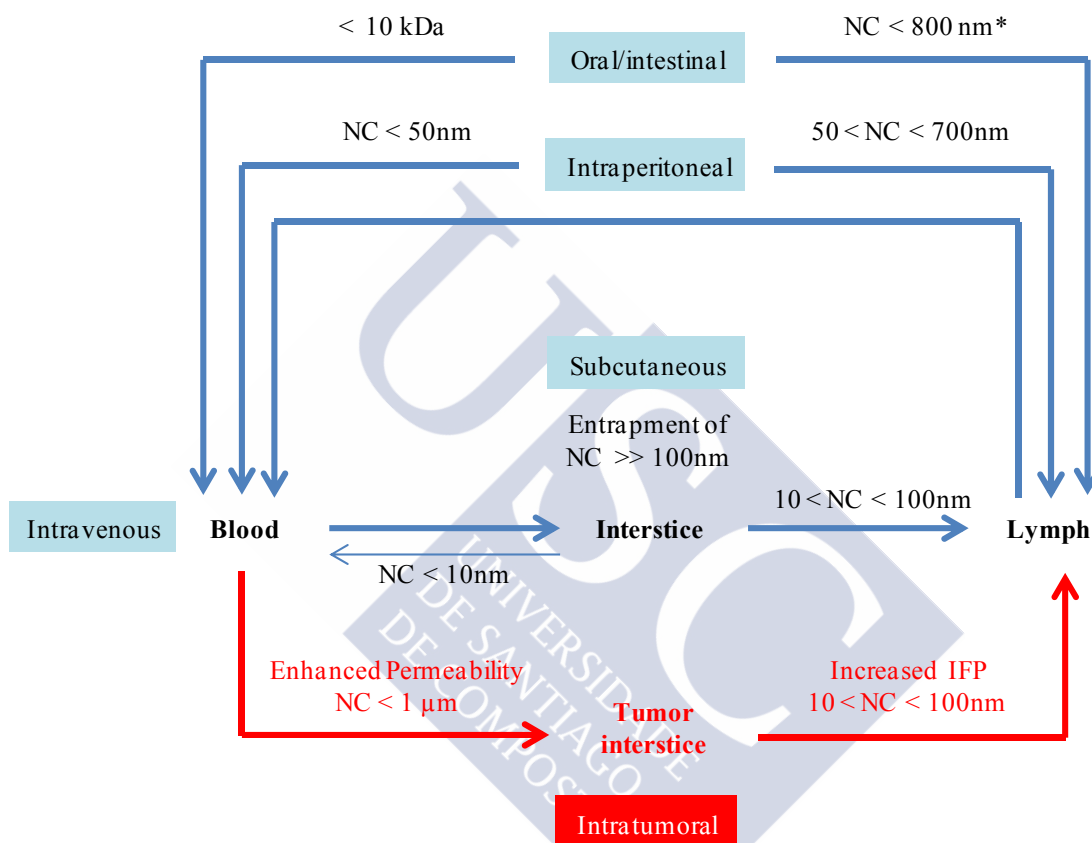 < 10 kDa
NC < 800 nm*
Oral/intestinal
NC < 50nm
50 < NC < 700nm
Intraperitoneal
Subcutaneous
Entrapment of
NC >> 100nm
10 < NC < 100nm
Intravenous
Blood
Interstice
Lymph
NC < 10nm
Enhanced Permeability
NC < 1 µm
Increased IFP
10 < NC < 100nm
Tumor
interstice
Intratumoral
USC
UNIVERSIDADE
DE SANTIAGO